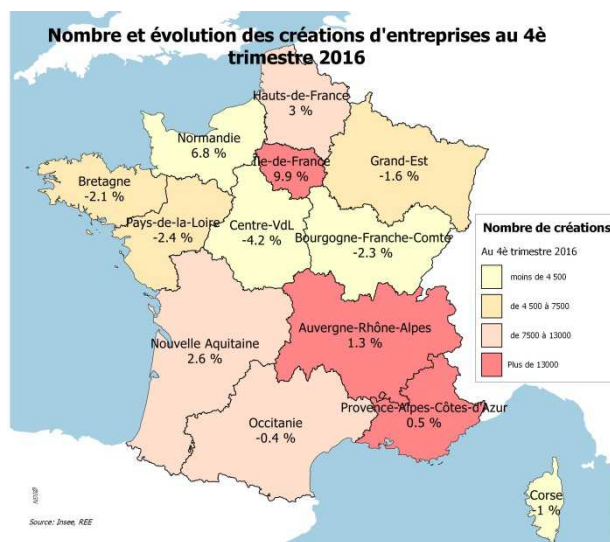 Nombre et évolution des créations d'entreprises au 4è
trimestre 2016
Hauts-de-France
3 %
Normandie
6.8 %
Île-de-France
9.9 %
Grand-Est
-1.6 %
Bretagne
-2.1 %
Pays-de-la-Loire
-2.4 %
Centre-VdL
-4.2 %
Bourgogne-Franche-Comté
-2.3 %
Nombre de créations
Au 4è trimestre 2016
moins de 4 500
de 4 500 à 7500
de 7500 à 13000
Plus de 13000
Auvergne-Rhône-Alpes
1.3 %
Nouvelle Aquitaine
2.6 %
Provence-Alpes-Côtes-d'Azur
0.5 %
Occitanie
-0.4 %
Corse
-1 %
Source: Insee, REE